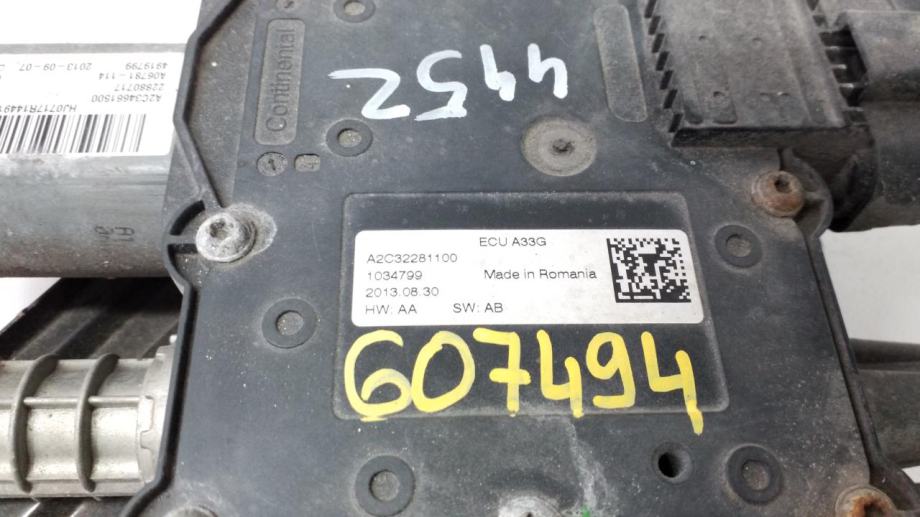 4919799
2013-09-07,
A06781-114
22880717
A2C34661500
HJ0717R1449
Continental
4452
ECU A33G
A2C32281100
1034799 Made in Romania
2013.08.30
HW: AA SW: AB
607494